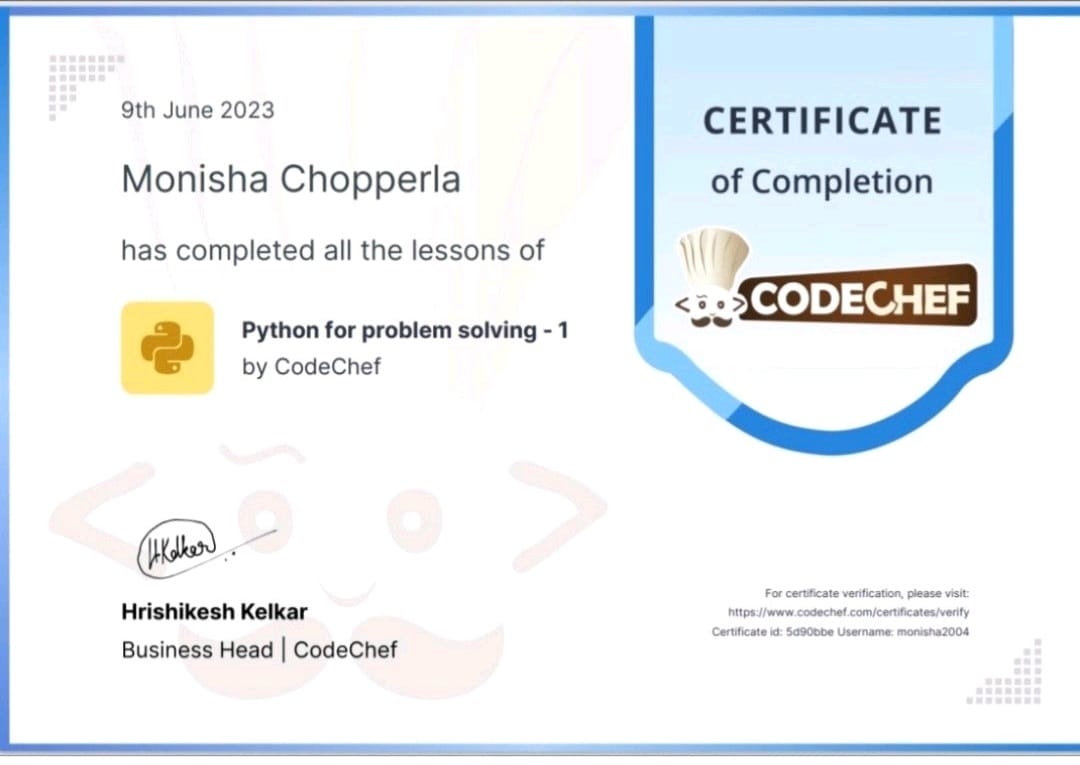 9th June 2023
Monisha Chopperla
has completed all the lessons of
Python for problem solving - 1
by CodeChef
CERTIFICATE
of Completion
CODECHEF
HKelkar
Hrishikesh Kelkar
Business Head | CodeChef
For certificate verification, please visit:
https://www.codechef.com/certificates/verify
Certificate id: 5d90bbe Username: monisha2004